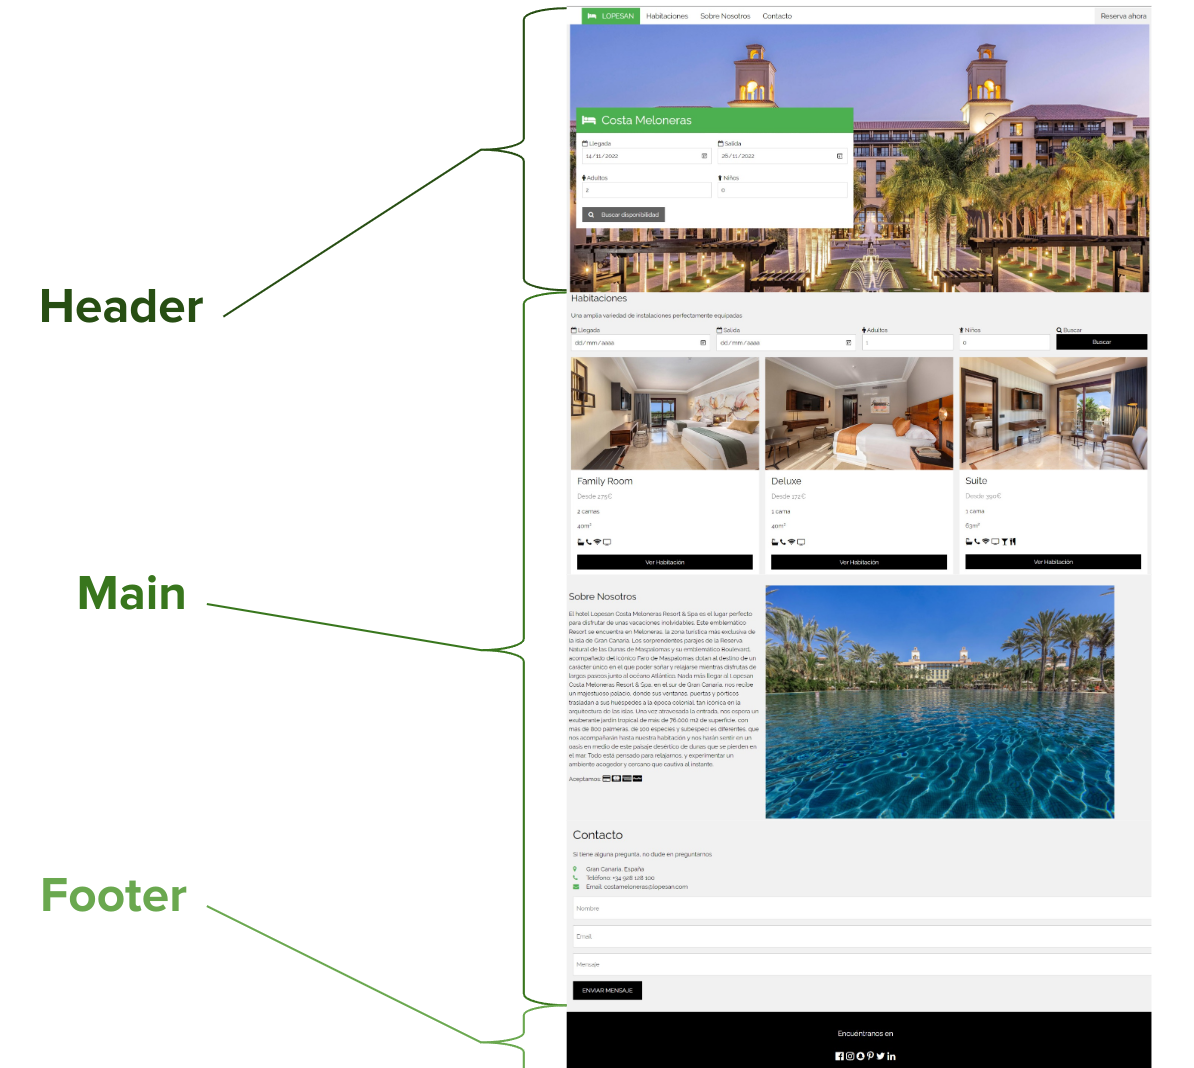 LOPESAN Habitaciones Sobre Nosotros Contacto Reserva ahora
Costa Meloneras
Llegada Salida
14/11/2022 26/11/2022
Adultos Niños
2 0
Buscar disponibilidad
Header
Habitaciones
Una amplia variedad de instalaciones perfectamente equipadas
Llegada Salida Adultos Niños Buscar
dd/mm/aaaa dd/mm/aaaa 1 0 Buscar
Family Room Deluxe Suite
Desde 275€ Desde 172€ Desde 390€
2 camas 1 cama 1 cama
40m² 40m² 63m²
Ver Habitación Ver Habitación Ver Habitación
Main
Sobre Nosotros
El hotel Lopesan Costa Meloneras Resort & Spa es el lugar perfecto
para disfrutar de unas vacaciones inolvidables. Este emblemático
Resort se encuentra en Meloneras, la zona turística más exclusiva de
la isla de Gran Canaria. Los sorprendentes parajes de la Reserva
Natural de las Dunas de Maspalomas y su emblemático Boulevard,
acompañado del icónico Faro de Maspalomas dotan al destino de un
carácter único en el que poder soñar y relajarse mientras disfrutas de
largos paseos junto al océano Atlántico. Nada más llegar al Lopesan
Costa Meloneras Resort & Spa, en el sur de Gran Canaria, nos recibe
un majestuoso palacio, donde sus ventanas, puertas y pórticos
trasladan a sus huéspedes a la época colonial, tan icónica en la
arquitectura de las islas. Una vez atravesada la entrada, nos espera un
exuberante jardín tropical de más de 76.000 m2 de superficie, con
más de 800 palmeras, de 100 especies y subespecies diferentes, que
nos acompañarán hasta nuestra habitación y nos harán sentir en un
oasis en medio de este paisaje desértico de dunas que se pierden en
el mar. Todo está pensado para relajarnos, y experimentar un
ambiente acogedor y cercano que cautiva al instante.
Aceptamos:
Contacto
Si tiene alguna pregunta, no dude en preguntarnos
Gran Canaria, España
Teléfono: +34 928 128 100
Email: costameloneras@lopesan.com
Footer
Nombre
Email
Mensaje
ENVIAR MENSAJE
Encuéntranos en